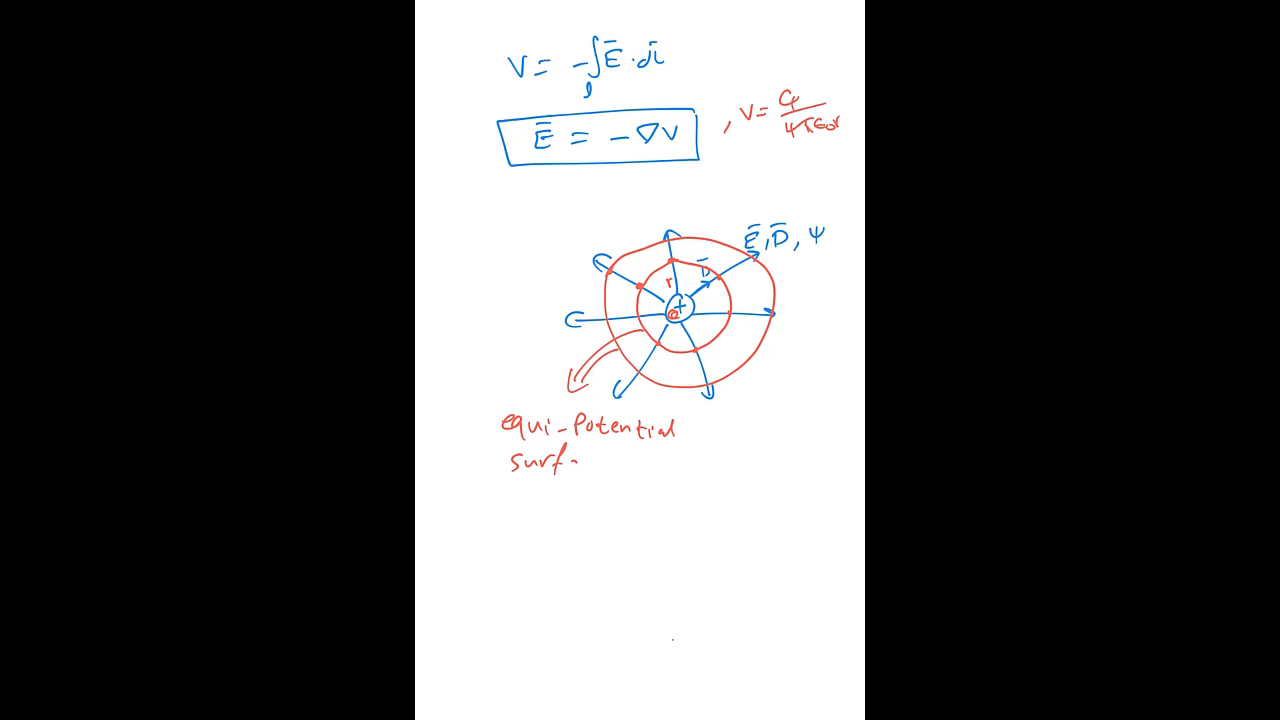 V = -∫ Ē · dl̄
l
Ē = -∇V
, V = Q / 4πε₀r
Ē, D̄, Ψ
D̄
r
+
Q
equi-Potential
surf.